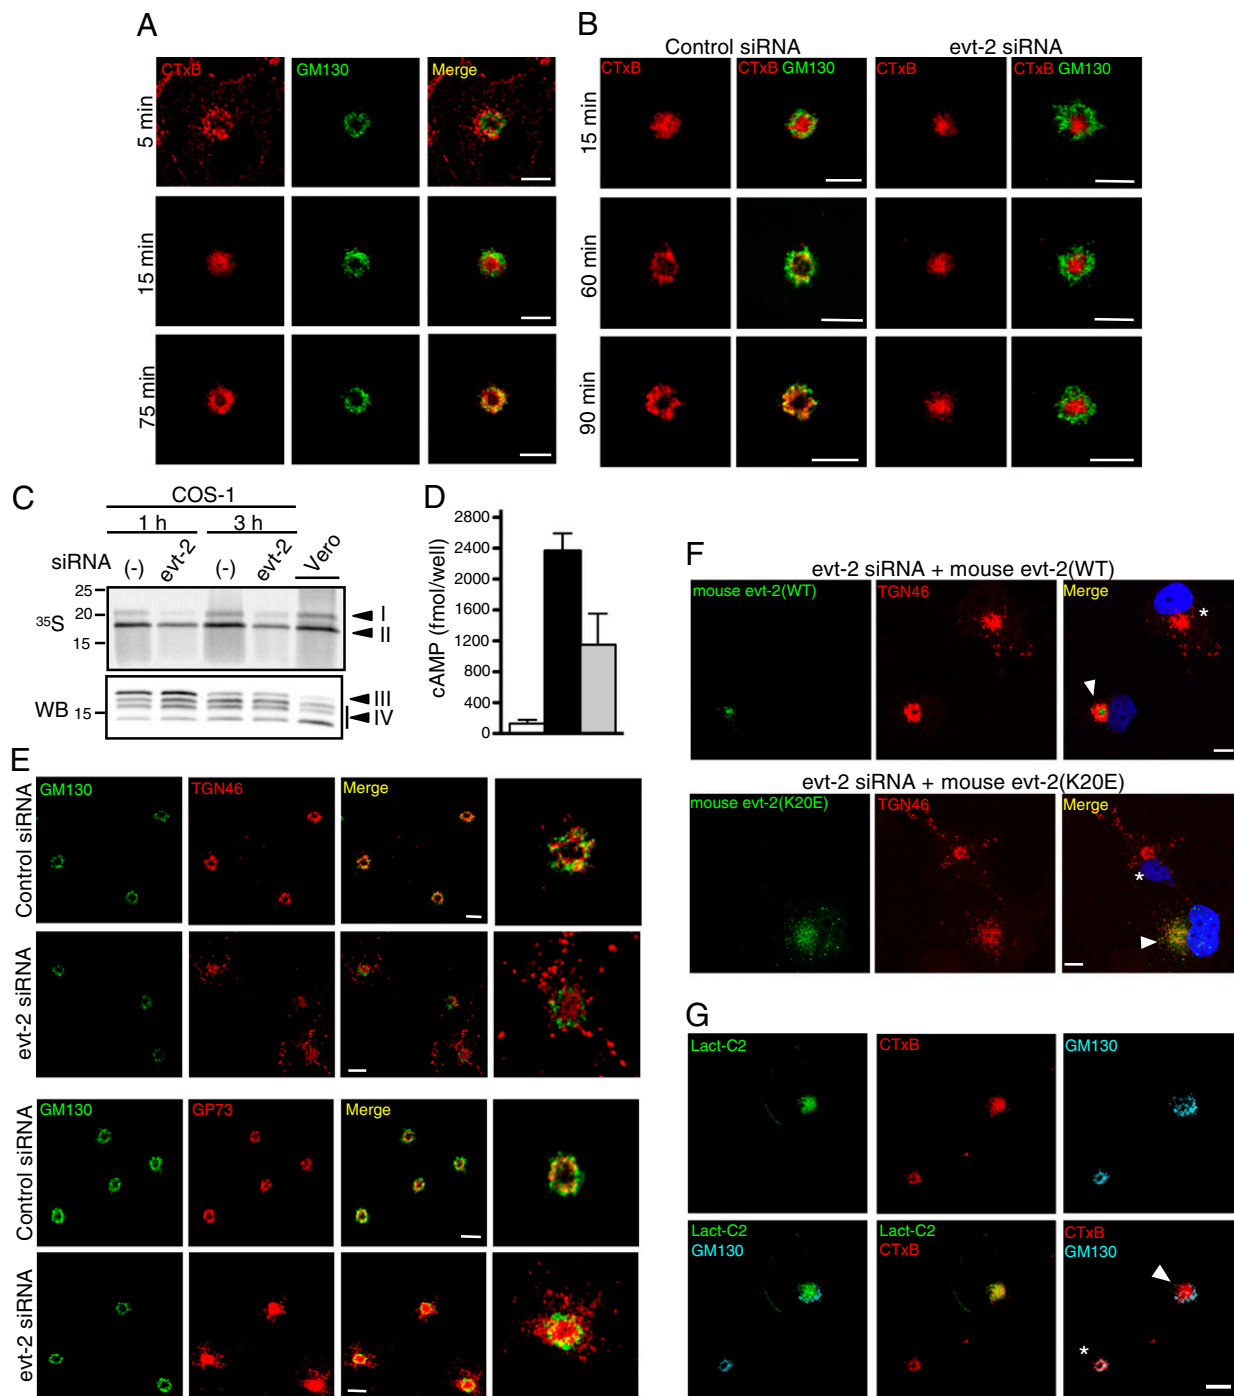 A
CTxB GM130 Merge
5 min
15 min
75 min
B
Control siRNA evt-2 siRNA
CTxB CTxB GM130 CTxB CTxB GM130
15 min
60 min
90 min
C
COS-1
1 h 3 h
siRNA (-) evt-2 (-) evt-2 Vero
25
20
15
35S
I
II
WB
15
III
IV
D
cAMP (fmol/well)
2800
2400
2000
1600
1200
800
400
0
E
Control siRNA
GM130 TGN46 Merge
evt-2 siRNA
Control siRNA
GM130 GP73 Merge
evt-2 siRNA
F
evt-2 siRNA + mouse evt-2(WT)
mouse evt-2(WT) TGN46 Merge
*
evt-2 siRNA + mouse evt-2(K20E)
mouse evt-2(K20E) TGN46 Merge
*
G
Lact-C2 CTxB GM130
Lact-C2 Lact-C2 CTxB
GM130 CTxB GM130
*